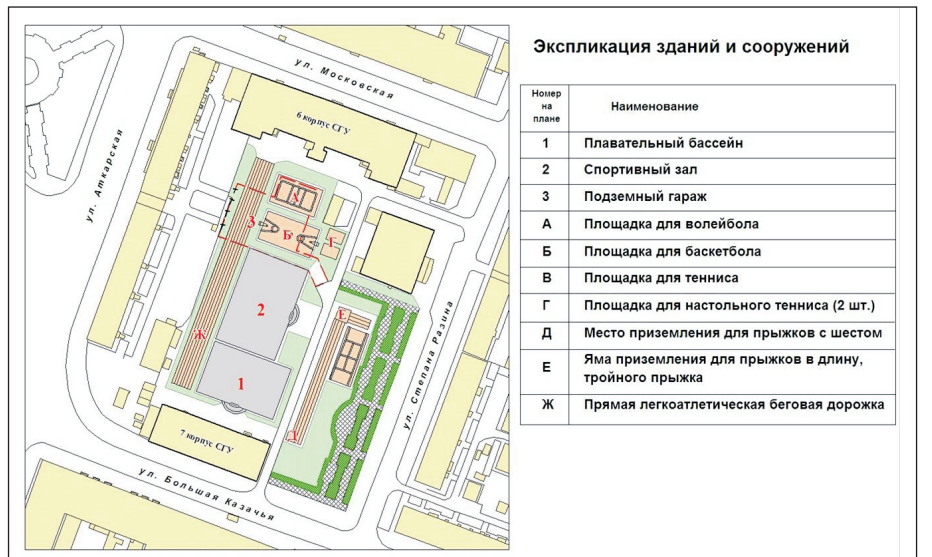 Экспликация зданий и сооружений
Номер
на
плане
Наименование
1 Плавательный бассейн
2 Спортивный зал
3 Подземный гараж
А Площадка для волейбола
Б Площадка для баскетбола
В Площадка для тенниса
Г Площадка для настольного тенниса (2 шт.)
Д Место приземления для прыжков с шестом
Е Яма приземления для прыжков в длину,
тройного прыжка
Ж Прямая легкоатлетическая беговая дорожка
ул. Московская
6 корпус СГУ
ул. Аткарская
А
3
Б
Г
2
Е
Ж
ул. Степана Разина
1
7 корпус СГУ
ул. Большая Казачья